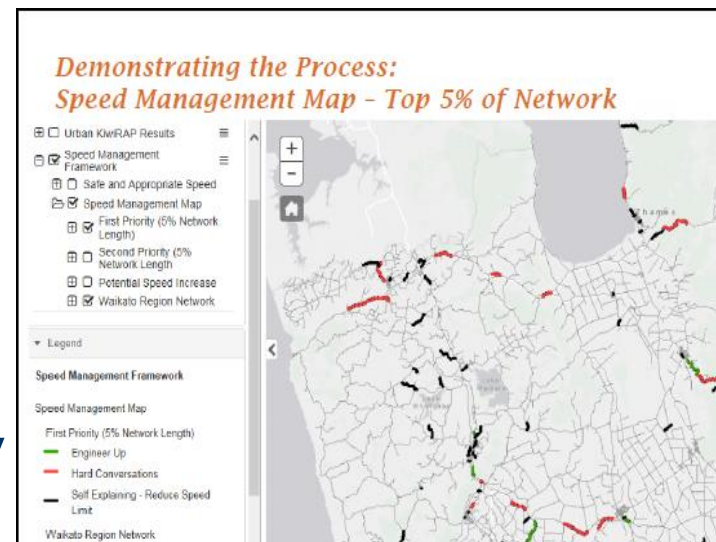 Demonstrating the Process:
Speed Management Map – Top 5% of Network
Urban KiwiRAP Results
Speed Management
Framework
Safe and Appropriate Speed
Speed Management Map
First Priority (5% Network
Length)
Second Priority (5%
Network Length
Potential Speed Increase
Waikato Region Network
Legend
Speed Management Framework
Speed Management Map
First Priority (5% Network Length)
Engineer Up
Hard Conversations
Self Explaining - Reduce Speed
Limit
Waikato Region Network
+
−
Thames